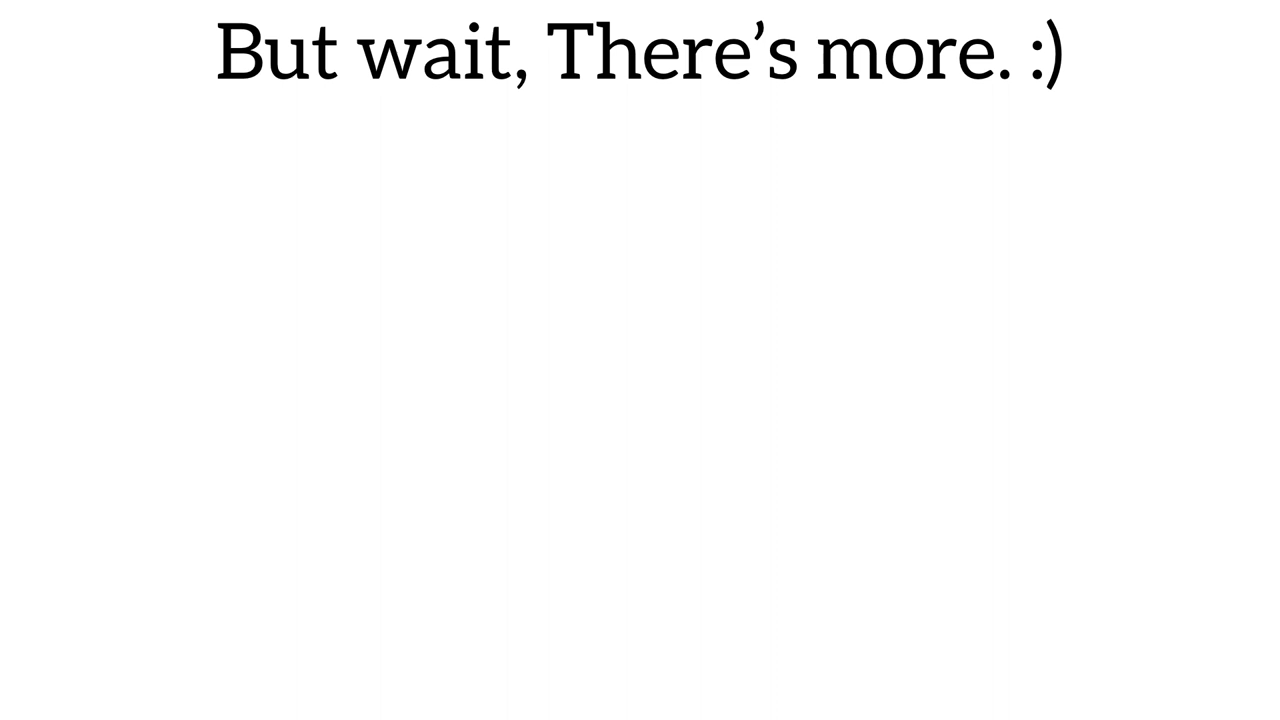 But wait, There’s more. :)